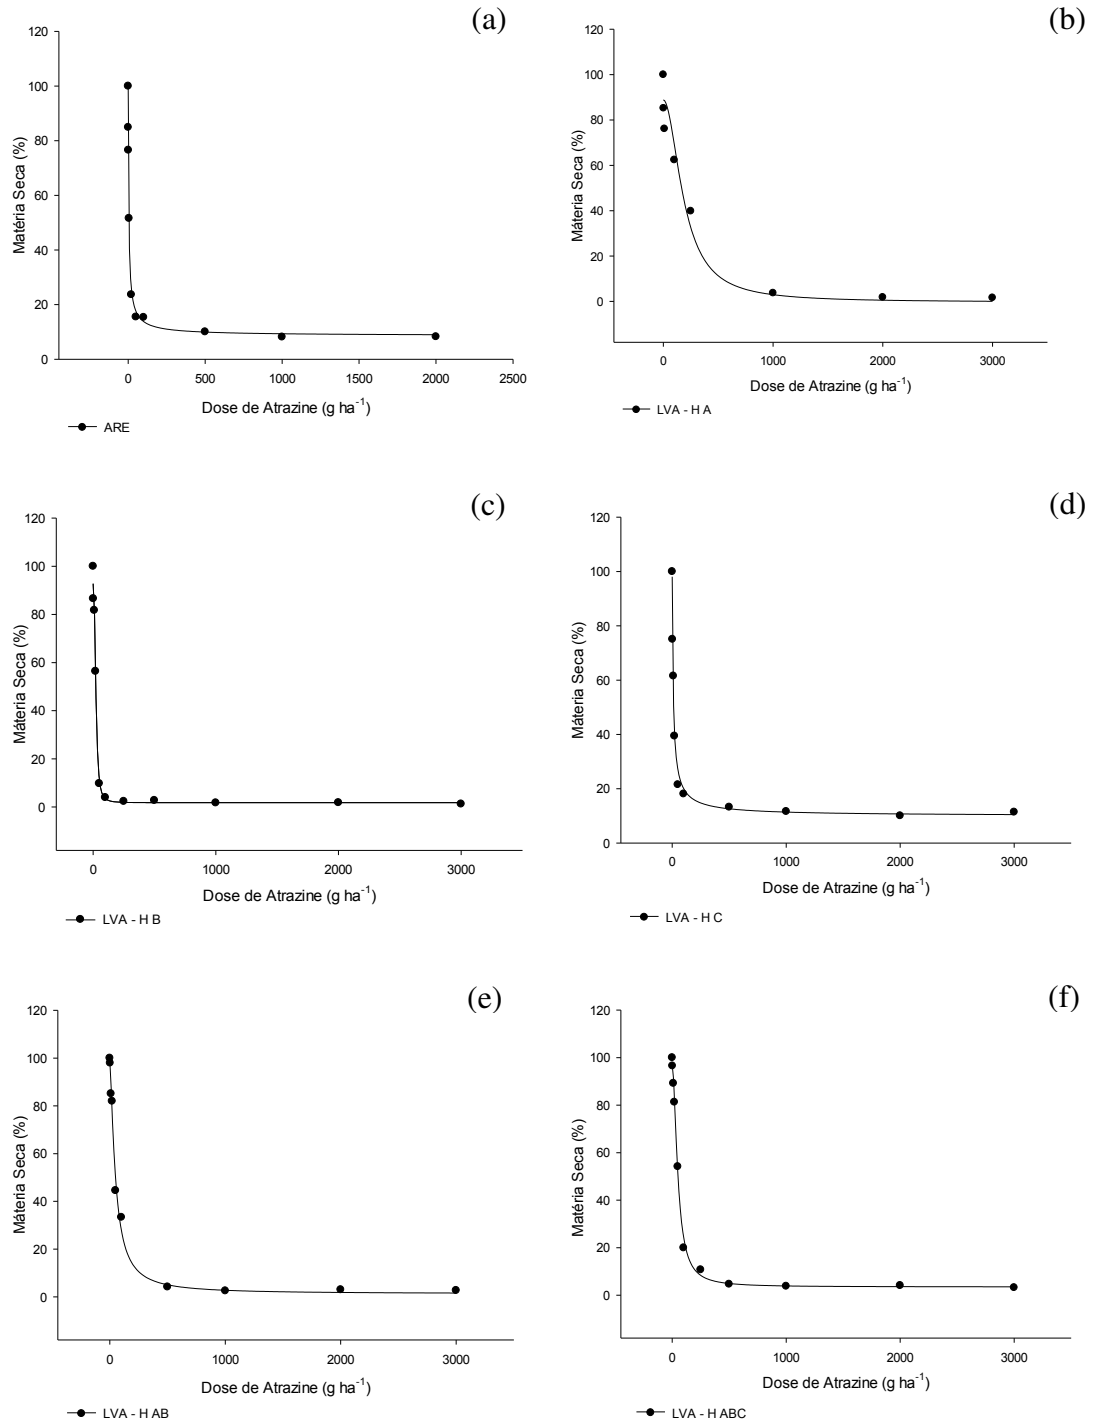 (a)
120
100
80
60
40
20
0
Matéria Seca (%)
0 500 1000 1500 2000 2500
Dose de Atrazine (g ha⁻¹)
ARE
(b)
120
100
80
60
40
20
0
Matéria Seca (%)
0 1000 2000 3000
Dose de Atrazine (g ha⁻¹)
LVA - H A
(c)
120
100
80
60
40
20
0
Máteria Seca (%)
0 1000 2000 3000
Dose de Atrazine (g ha⁻¹)
LVA - H B
(d)
120
100
80
60
40
20
0
Máteria Seca (%)
0 1000 2000 3000
Dose de Atrazine (g ha⁻¹)
LVA - H C
(e)
120
100
80
60
40
20
0
Máteria Seca (%)
0 1000 2000 3000
Dose de Atrazine (g ha⁻¹)
LVA - H AB
(f)
120
100
80
60
40
20
0
Matéria Seca (%)
0 1000 2000 3000
Dose de Atrazine (g ha⁻¹)
LVA - H ABC